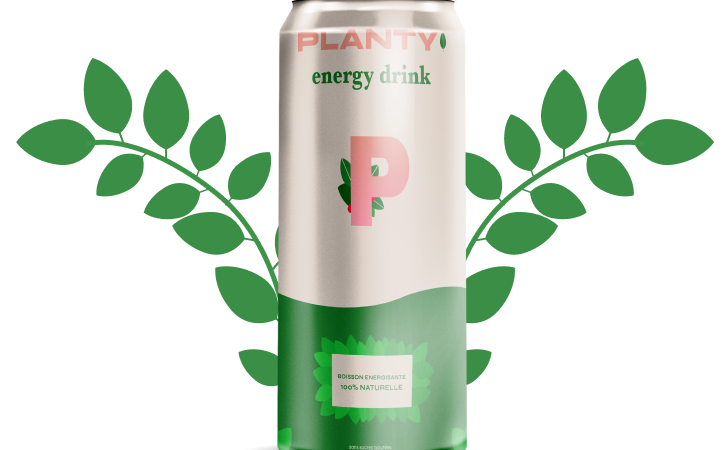 PLANTY
energy drink
P
BOISSON ENERGISANTE
100% NATURELLE